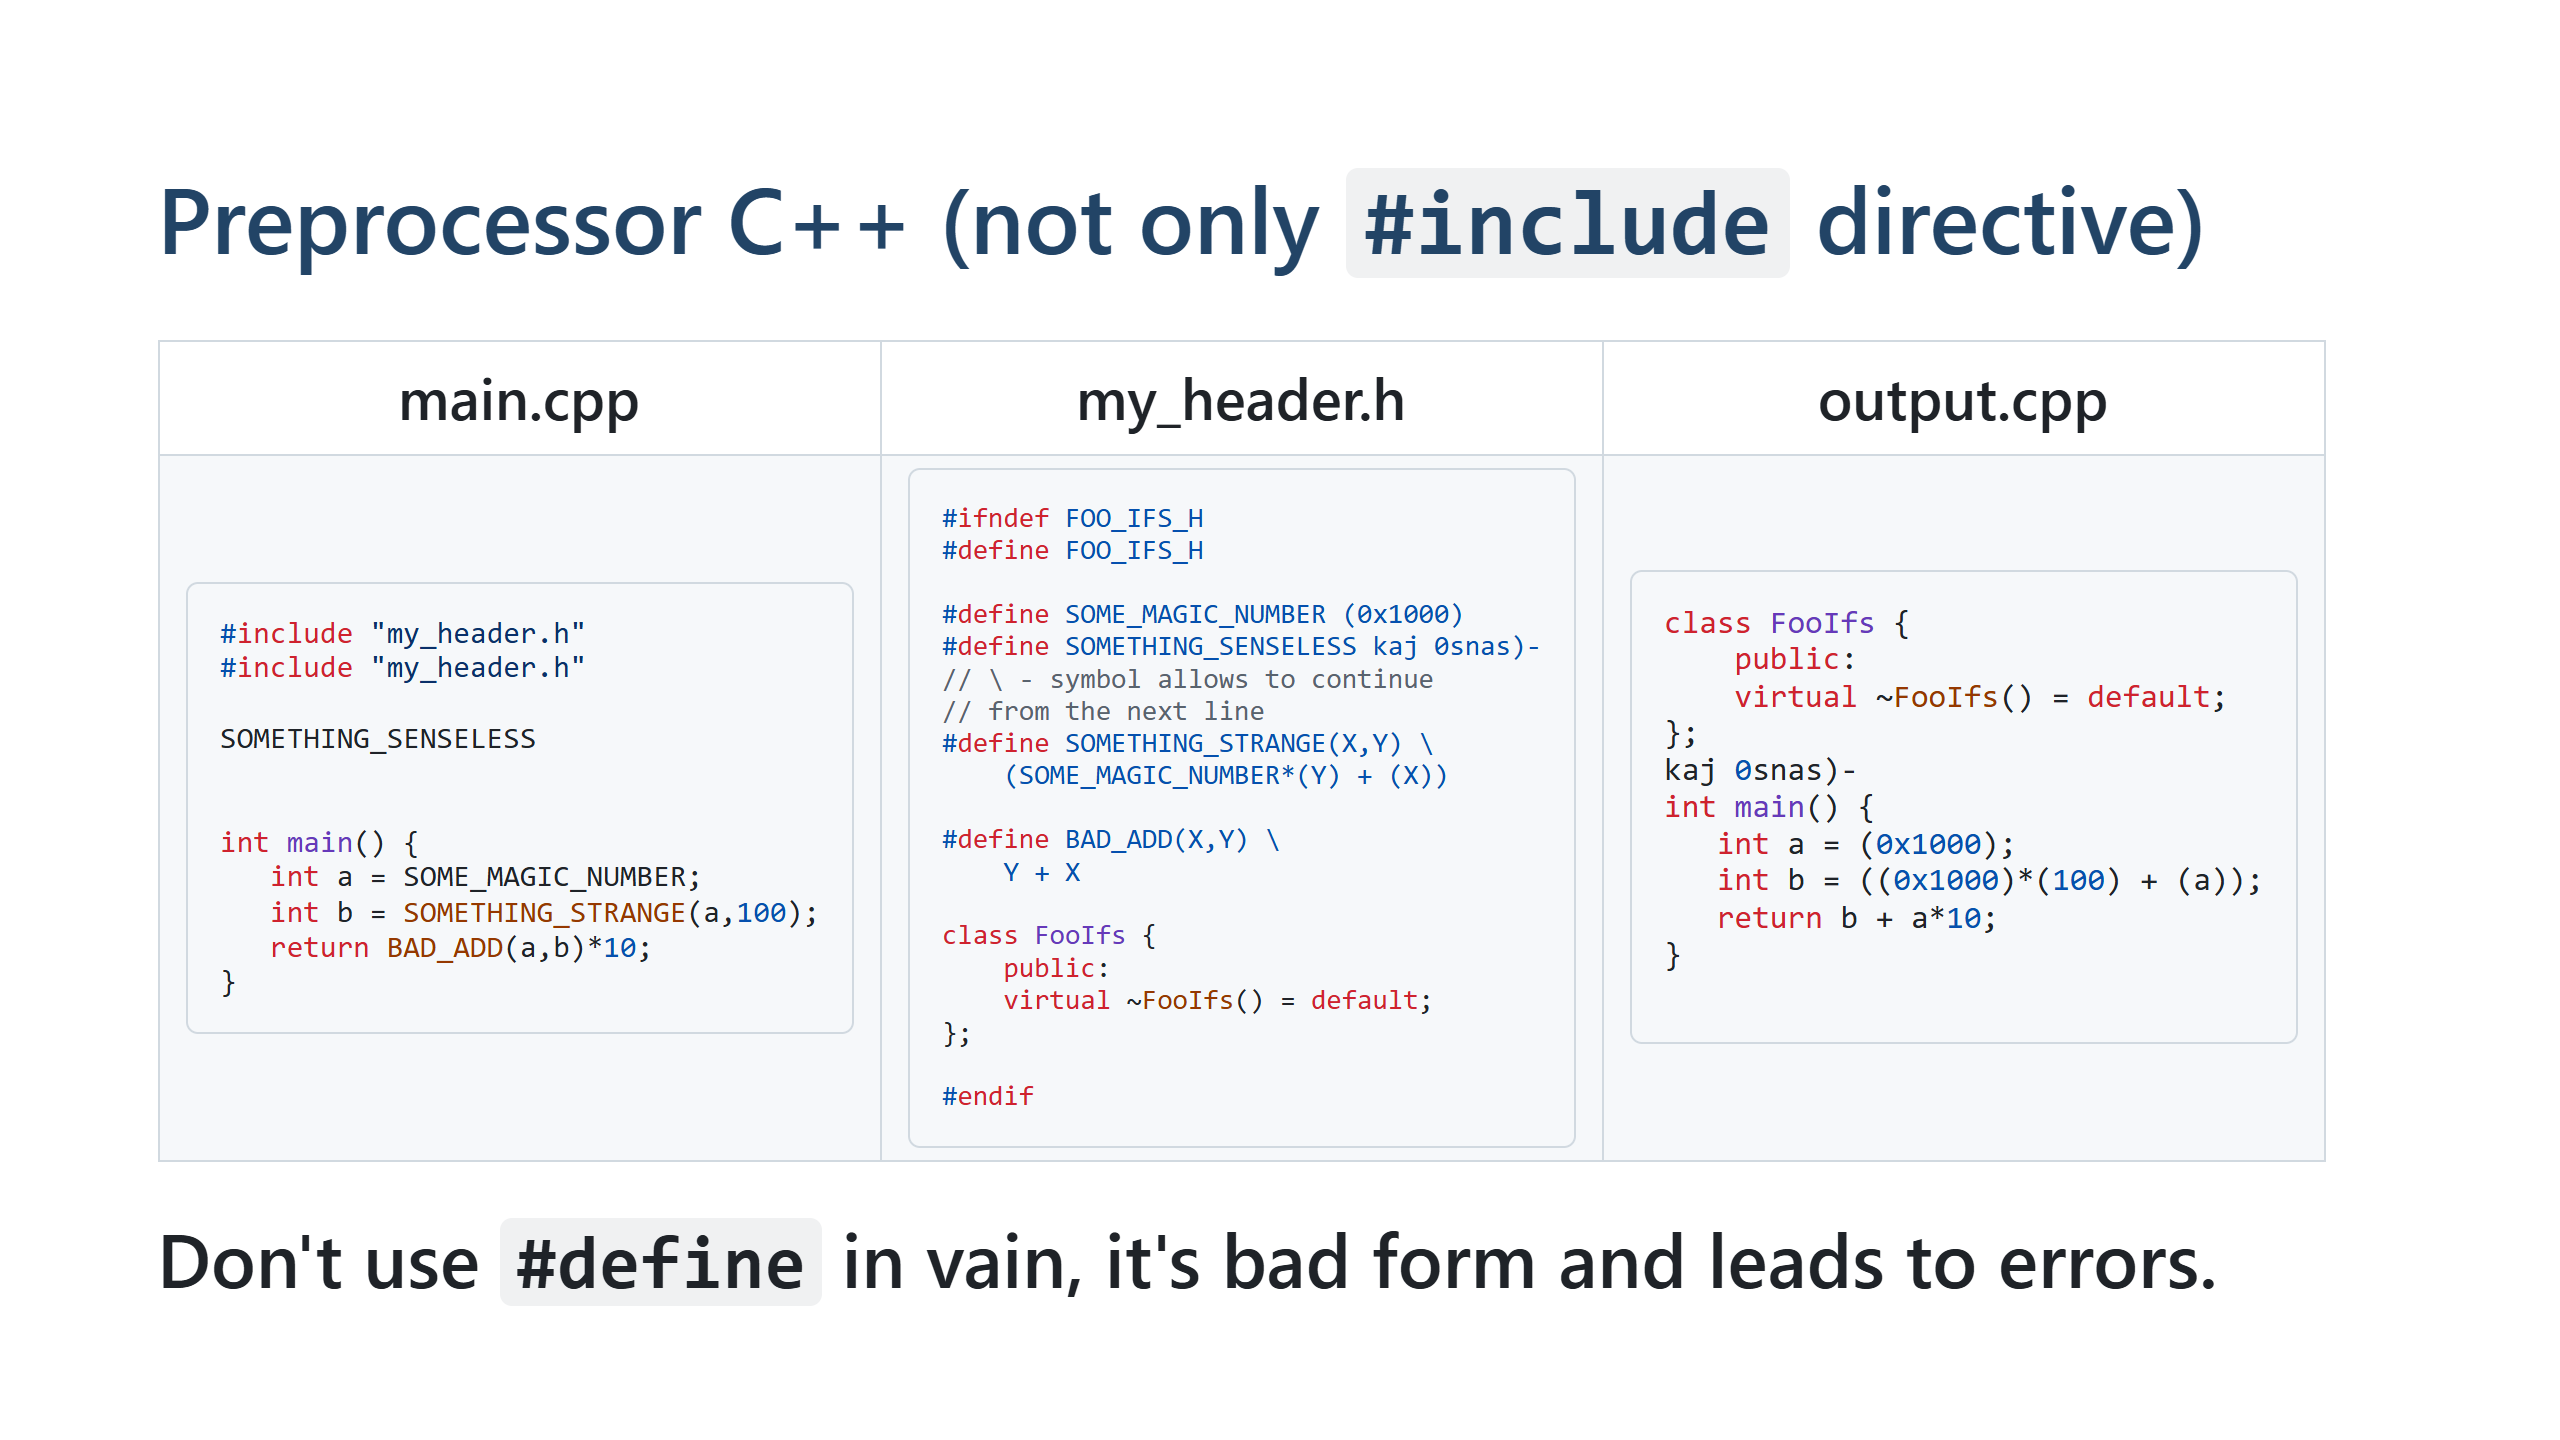 Preprocessor C++ (not only #include directive)
main.cpp
my_header.h
output.cpp
#include "my_header.h"
#include "my_header.h"
SOMETHING_SENSELESS
int main() {
   int a = SOME_MAGIC_NUMBER;
   int b = SOMETHING_STRANGE(a,100);
   return BAD_ADD(a,b)*10;
}
#ifndef FOO_IFS_H
#define FOO_IFS_H
#define SOME_MAGIC_NUMBER (0x1000)
#define SOMETHING_SENSELESS kaj 0snas)-
// \ - symbol allows to continue
// from the next line
#define SOMETHING_STRANGE(X,Y) \
    (SOME_MAGIC_NUMBER*(Y) + (X))
#define BAD_ADD(X,Y) \
    Y + X
class FooIfs {
    public:
    virtual ~FooIfs() = default;
};
#endif
class FooIfs {
    public:
    virtual ~FooIfs() = default;
};
kaj 0snas)-
int main() {
   int a = (0x1000);
   int b = ((0x1000)*(100) + (a));
   return b + a*10;
}
Don't use #define in vain, it's bad form and leads to errors.